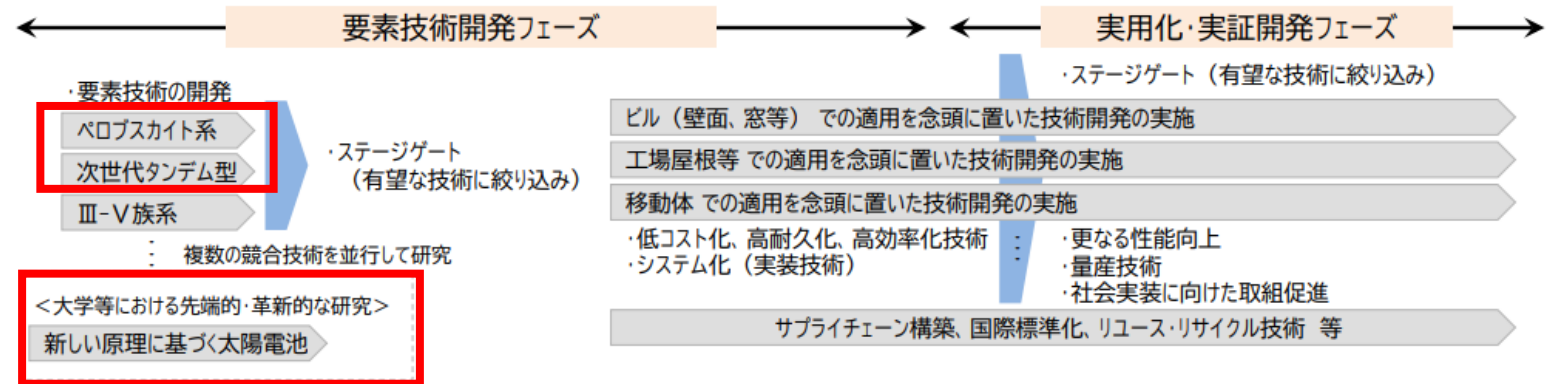 要素技術開発フェーズ
実用化・実証開発フェーズ
・要素技術の開発
ペロブスカイト系
次世代タンデム型
Ⅲ-Ⅴ族系
・ステージゲート
(有望な技術に絞り込み)
複数の競合技術を並行して研究
<大学等における先端的・革新的な研究>
新しい原理に基づく太陽電池
・ステージゲート(有望な技術に絞り込み)
ビル(壁面、窓等) での適用を念頭に置いた技術開発の実施
工場屋根等 での適用を念頭に置いた技術開発の実施
移動体 での適用を念頭に置いた技術開発の実施
・低コスト化、高耐久化、高効率化技術
・システム化(実装技術)
・更なる性能向上
・量産技術
・社会実装に向けた取組促進
サプライチェーン構築、国際標準化、リユース・リサイクル技術 等